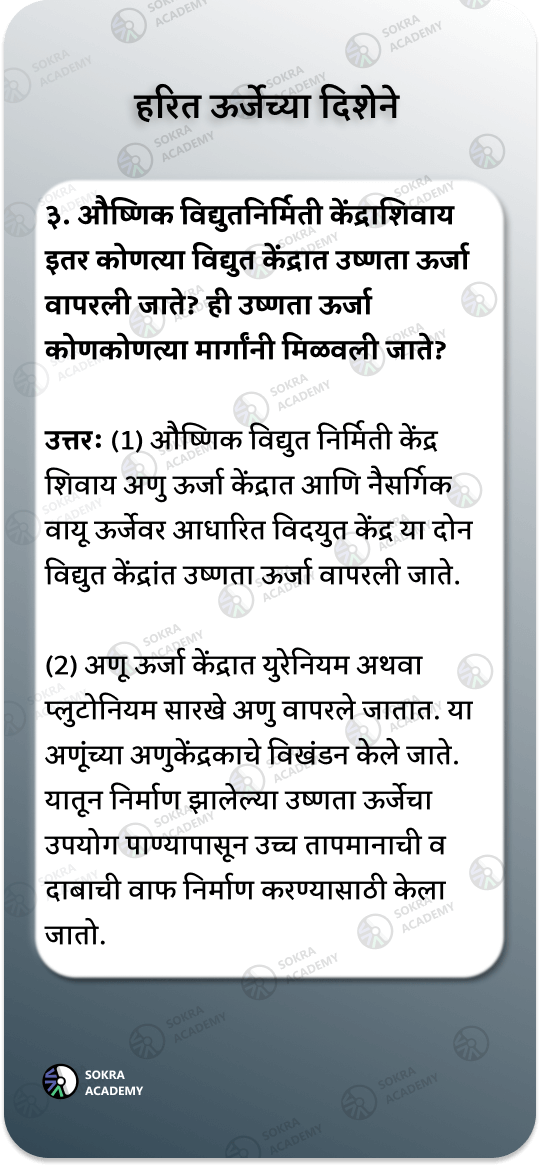 हरित ऊर्जेच्या दिशेने
३. औष्णिक विद्युतनिर्मिती केंद्राशिवाय
इतर कोणत्या विद्युत केंद्रात उष्णता ऊर्जा
वापरली जाते? ही उष्णता ऊर्जा
कोणकोणत्या मार्गांनी मिळवली जाते?
उत्तरः (1) औष्णिक विद्युत निर्मिती केंद्र
शिवाय अणु ऊर्जा केंद्रात आणि नैसर्गिक
वायू ऊर्जेवर आधारित विदयुत केंद्र या दोन
विद्युत केंद्रांत उष्णता ऊर्जा वापरली जाते.
(2) अणू ऊर्जा केंद्रात युरेनियम अथवा
प्लुटोनियम सारखे अणु वापरले जातात. या
अणूंच्या अणुकेंद्रकाचे विखंडन केले जाते.
यातून निर्माण झालेल्या उष्णता ऊर्जेचा
उपयोग पाण्यापासून उच्च तापमानाची व
दाबाची वाफ निर्माण करण्यासाठी केला
जातो.
SOKRA
ACADEMY